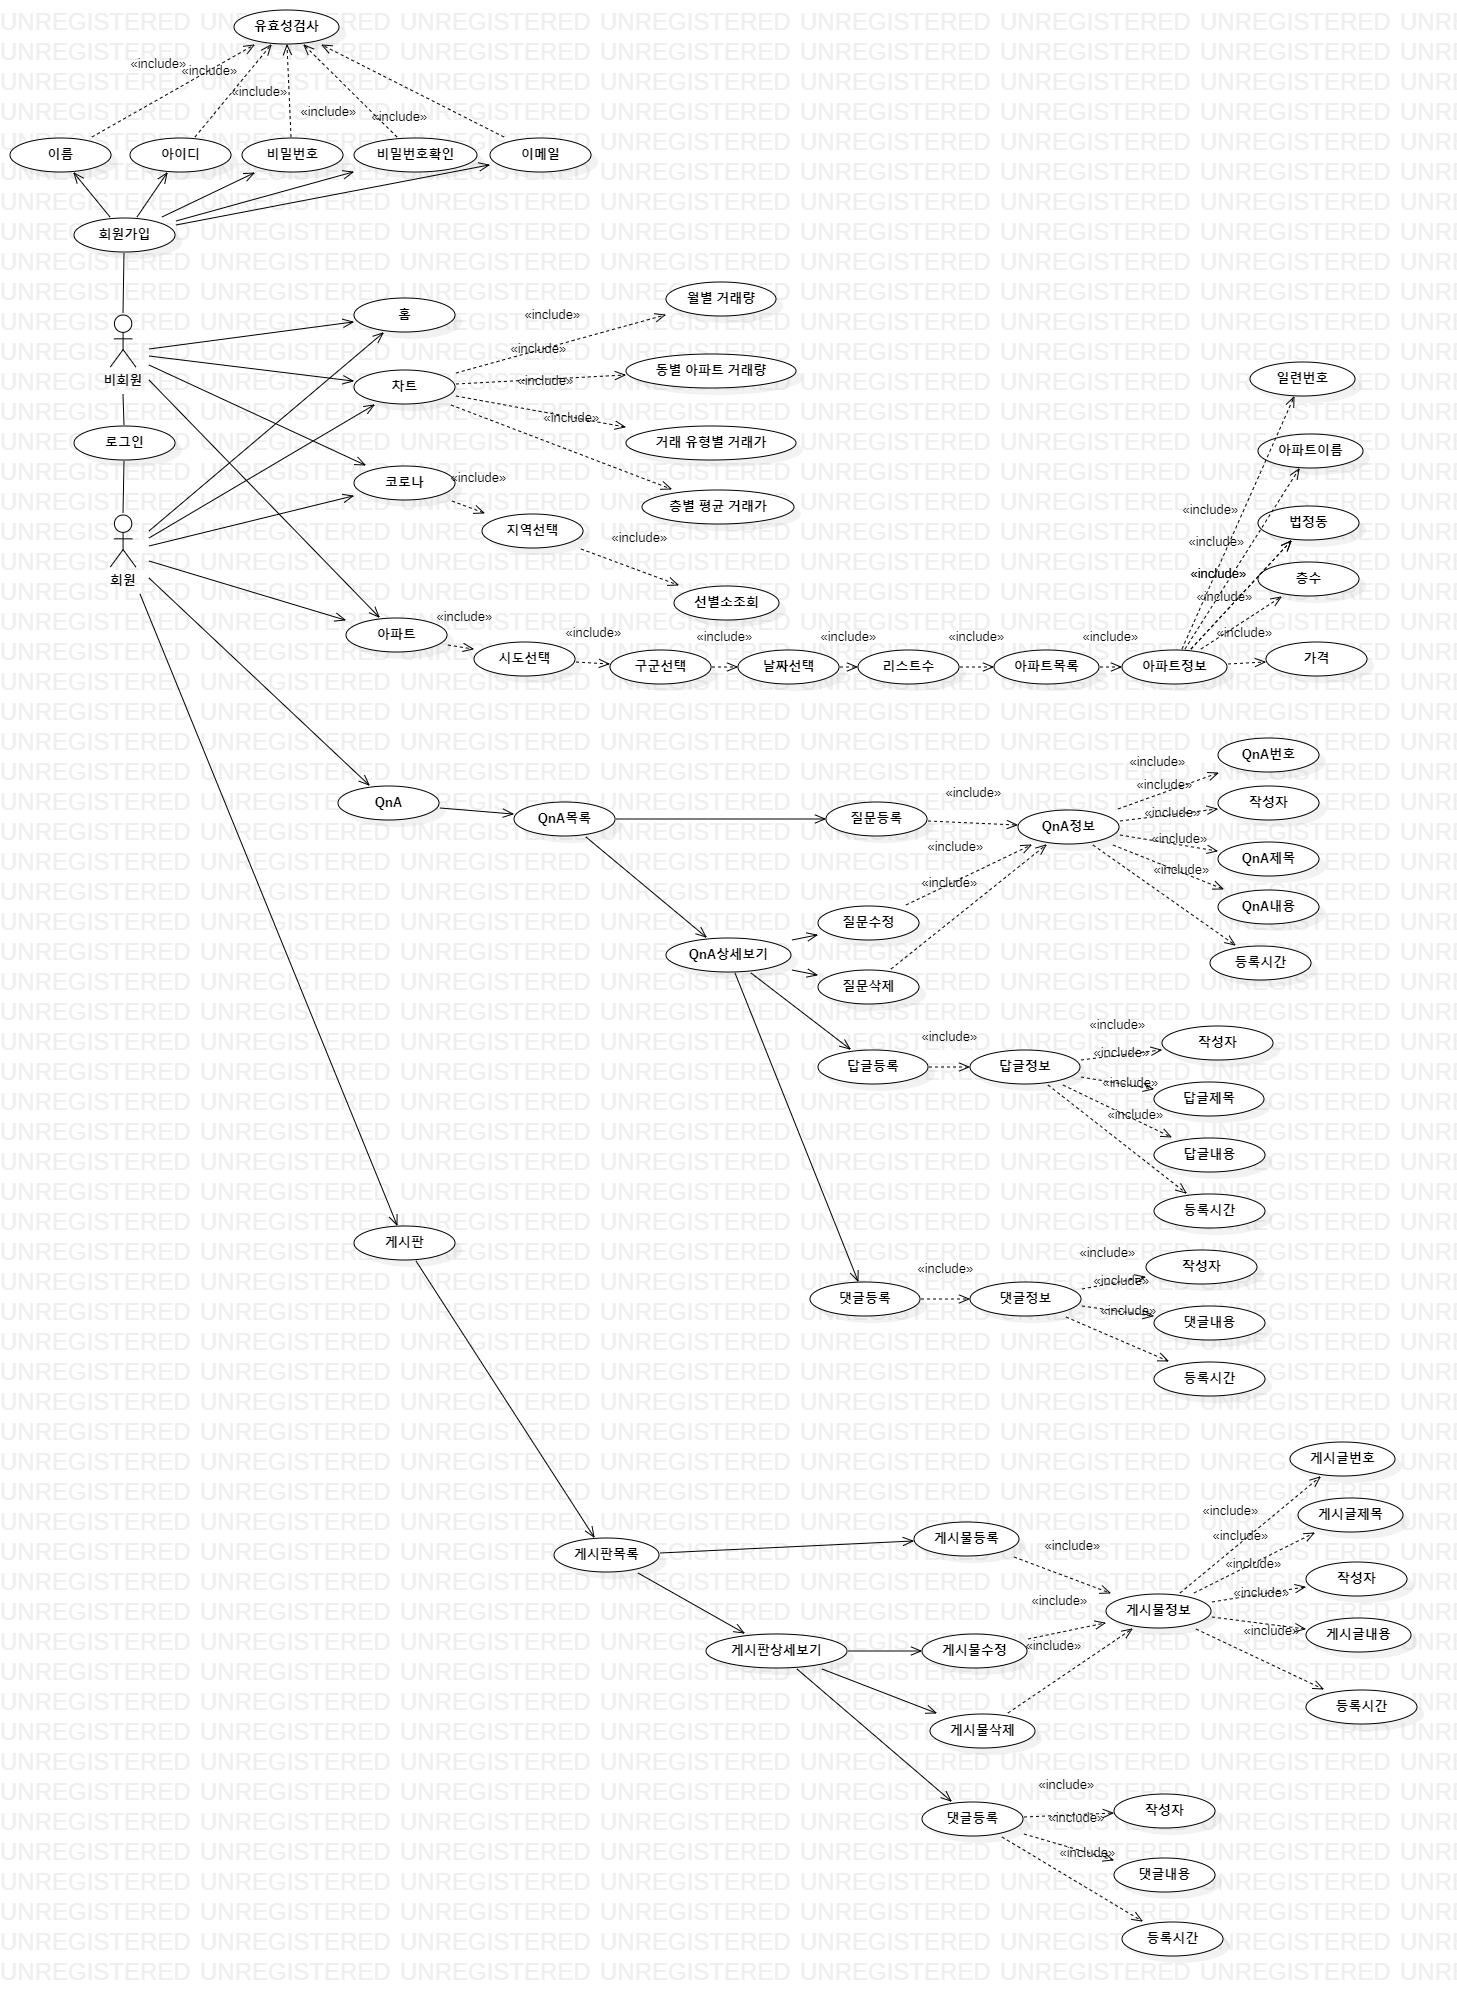 유효성검사
«include»
«include»
«include»
«include»
«include»
이름
아이디
비밀번호
비밀번호확인
이메일
회원가입
비회원
로그인
회원
홈
차트
코로나
아파트
«include»
월별 거래량
«include»
동별 아파트 거래량
«include»
거래 유형별 거래가
«include»
층별 평균 거래가
«include»
지역선택
«include»
선별소조회
«include»
시도선택
«include»
구군선택
«include»
날짜선택
«include»
리스트수
«include»
아파트목록
«include»
아파트정보
«include»
일련번호
«include»
아파트이름
«include»
법정동
«include»
층수
«include»
가격
QnA
QnA목록
질문등록
«include»
QnA정보
«include»
QnA번호
«include»
작성자
«include»
QnA제목
«include»
QnA내용
«include»
등록시간
«include»
질문수정
«include»
질문삭제
QnA상세보기
답글등록
«include»
답글정보
«include»
작성자
«include»
답글제목
«include»
답글내용
«include»
등록시간
댓글등록
«include»
댓글정보
«include»
작성자
«include»
댓글내용
«include»
등록시간
게시판
게시판목록
게시물등록
«include»
게시물정보
«include»
게시글번호
«include»
게시글제목
«include»
작성자
«include»
게시글내용
«include»
등록시간
게시판상세보기
게시물수정
«include»
게시물삭제
«include»
댓글등록
«include»
작성자
«include»
댓글내용
«include»
등록시간